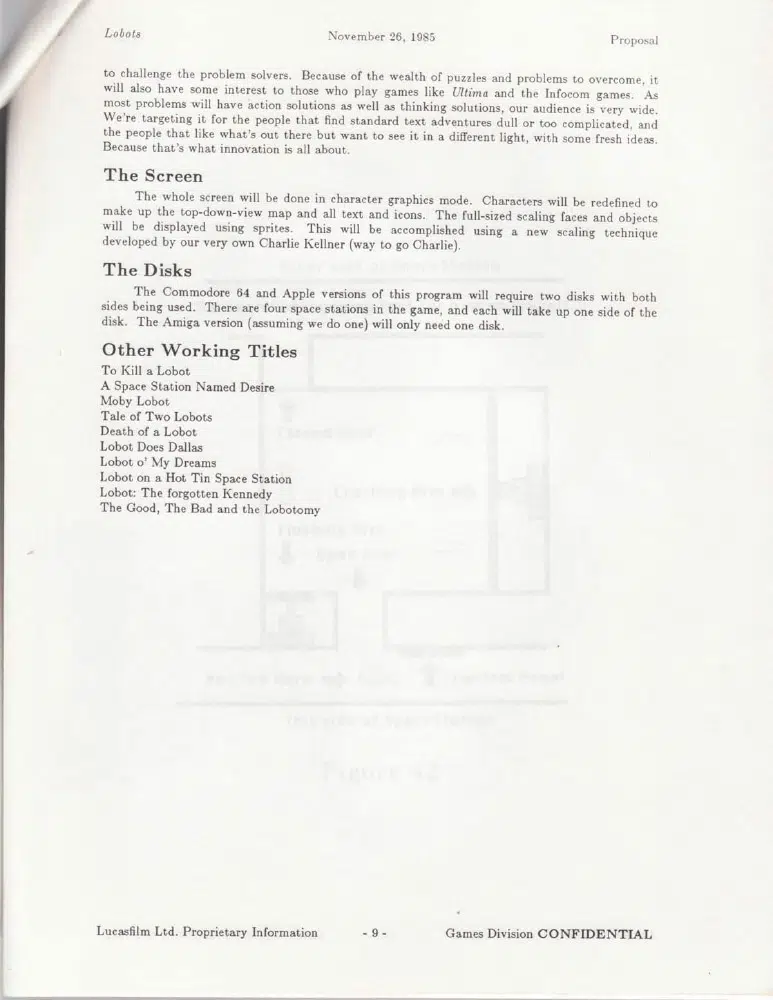 Lobots November 26, 1985 Proposal
to challenge the problem solvers. Because of the wealth of puzzles and problems to overcome, it
will also have some interest to those who play games like Ultima and the Infocom games. As
most problems will have action solutions as well as thinking solutions, our audience is very wide.
We're targeting it for the people that find standard text adventures dull or too complicated, and
the people that like what's out there but want to see it in a different light, with some fresh ideas.
Because that's what innovation is all about.
The Screen
The whole screen will be done in character graphics mode. Characters will be redefined to
make up the top-down-view map and all text and icons. The full-sized scaling faces and objects
will be displayed using sprites. This will be accomplished using a new scaling technique
developed by our very own Charlie Kellner (way to go Charlie).
The Disks
The Commodore 64 and Apple versions of this program will require two disks with both
sides being used. There are four space stations in the game, and each will take up one side of the
disk. The Amiga version (assuming we do one) will only need one disk.
Other Working Titles
To Kill a Lobot
A Space Station Named Desire
Moby Lobot
Tale of Two Lobots
Death of a Lobot
Lobot Does Dallas
Lobot o' My Dreams
Lobot on a Hot Tin Space Station
Lobot: The forgotten Kennedy
The Good, The Bad and the Lobotomy
Lucasfilm Ltd. Proprietary Information - 9 - Games Division CONFIDENTIAL